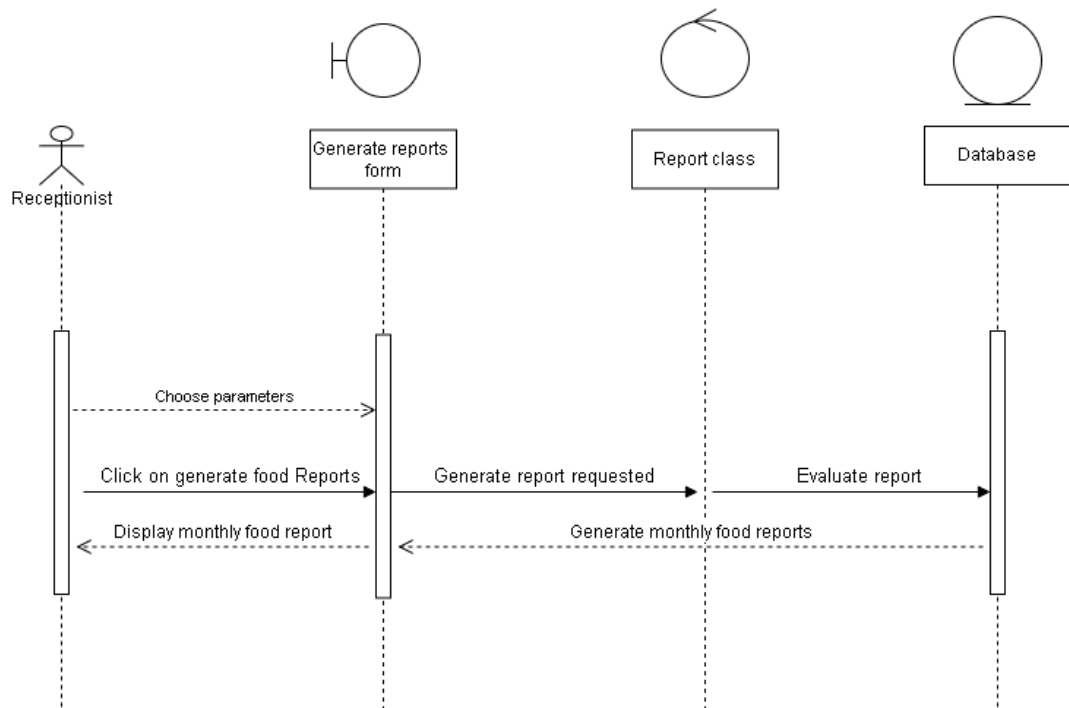 Generate reports
form
Report class
Database
Receptionist
Choose parameters
Click on generate food Reports
Generate report requested
Evaluate report
Display monthly food report
Generate monthly food reports